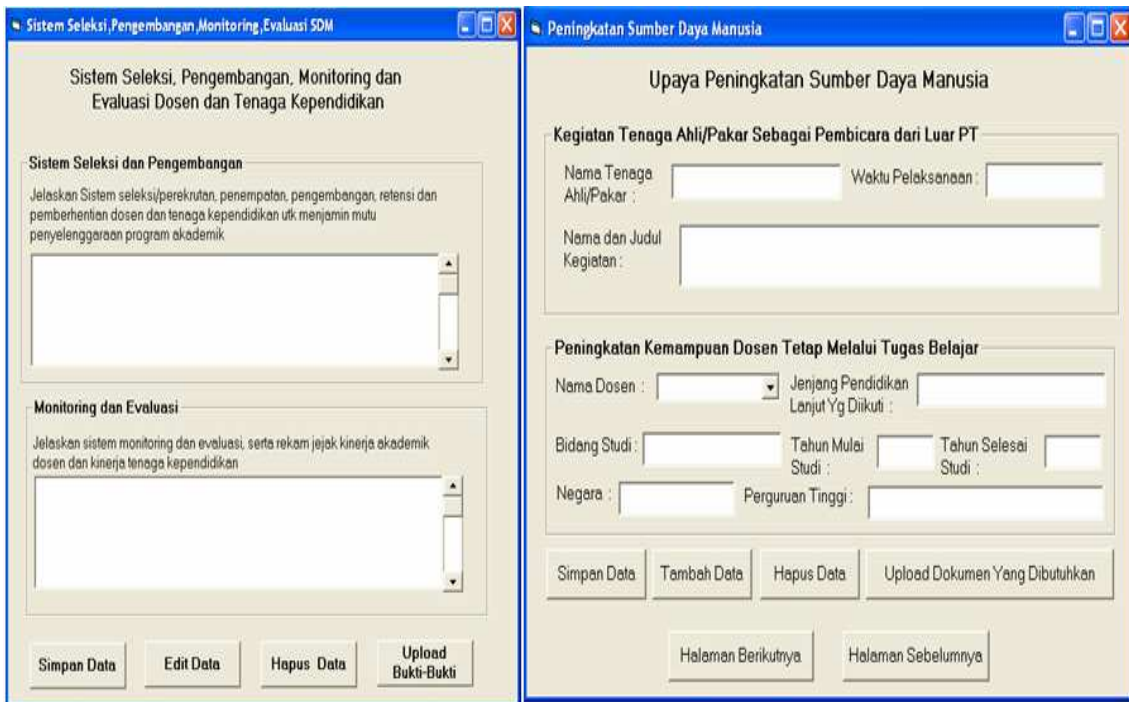 Sistem Seleksi,Pengembangan,Monitoring,Evaluasi SDM
Sistem Seleksi, Pengembangan, Monitoring dan
Evaluasi Dosen dan Tenaga Kependidikan
Sistem Seleksi dan Pengembangan
Jelaskan Sistem seleksi/perekrutan, penempatan, pengembangan, retensi dan
pemberhentian dosen dan tenaga kependidikan utk menjamin mutu
penyelenggaraan program akademik
Monitoring dan Evaluasi
Jelaskan sistem monitoring dan evaluasi, serta rekam jejak kinerja akademik
dosen dan kinerja tenaga kependidikan
Simpan Data
Edit Data
Hapus Data
Upload
Bukti-Bukti
Peningkatan Sumber Daya Manusia
Upaya Peningkatan Sumber Daya Manusia
Kegiatan Tenaga Ahli/Pakar Sebagai Pembicara dari Luar PT
Nama Tenaga
Ahli/Pakar :
Waktu Pelaksanaan :
Nama dan Judul
Kegiatan :
Peningkatan Kemampuan Dosen Tetap Melalui Tugas Belajar
Nama Dosen :
Jenjang Pendidikan
Lanjut Yg Diikuti :
Bidang Studi :
Tahun Mulai
Studi :
Tahun Selesai
Studi :
Negara :
Perguruan Tinggi :
Simpan Data
Tambah Data
Hapus Data
Upload Dokumen Yang Dibutuhkan
Halaman Berikutnya
Halaman Sebelumnya